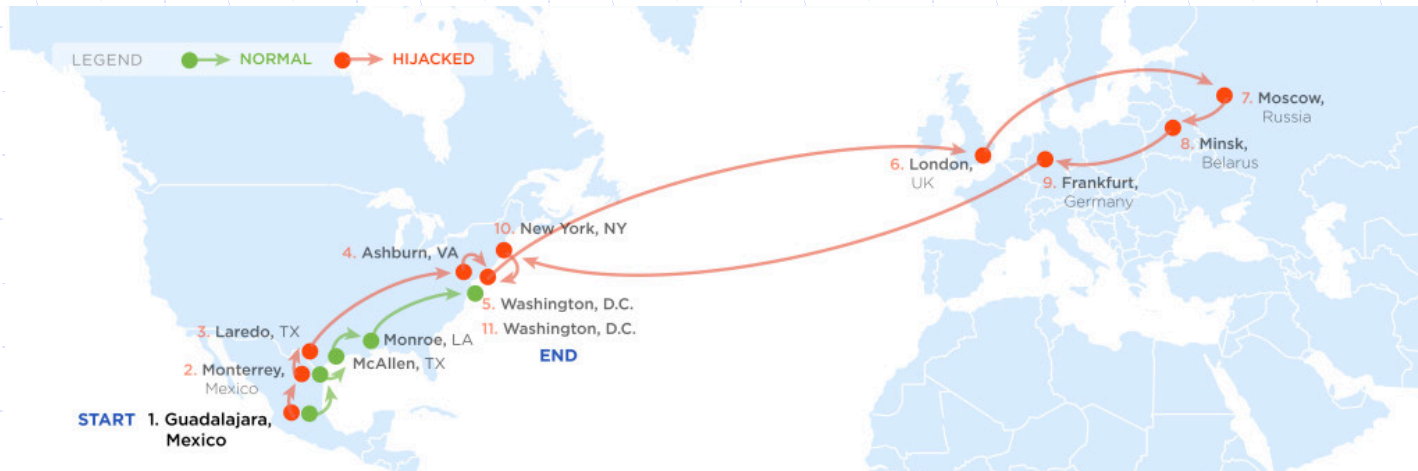 LEGEND NORMAL HIJACKED
7. Moscow,
Russia
8. Minsk,
Belarus
6. London,
UK
9. Frankfurt,
Germany
10. New York, NY
4. Ashburn, VA
5. Washington, D.C.
11. Washington, D.C.
END
3. Laredo, TX
Monroe, LA
McAllen, TX
2. Monterrey,
Mexico
START 1. Guadalajara,
Mexico